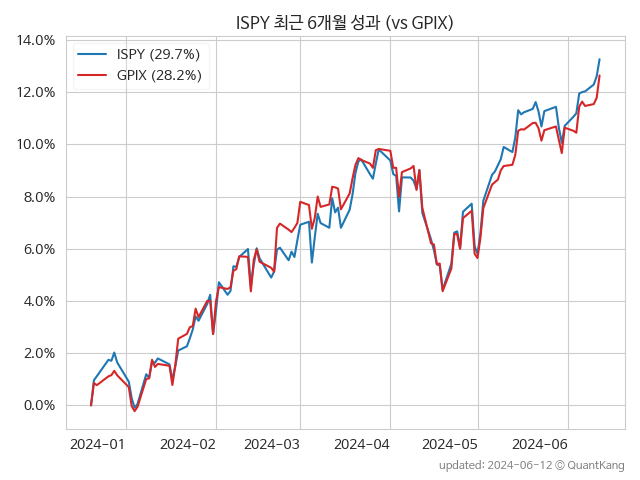 ISPY 최근 6개월 성과 (vs GPIX)
ISPY (29.7%)
GPIX (28.2%)
14.0%
12.0%
10.0%
8.0%
6.0%
4.0%
2.0%
0.0%
2024-01 2024-02 2024-03 2024-04 2024-05 2024-06
updated: 2024-06-12 © QuantKang